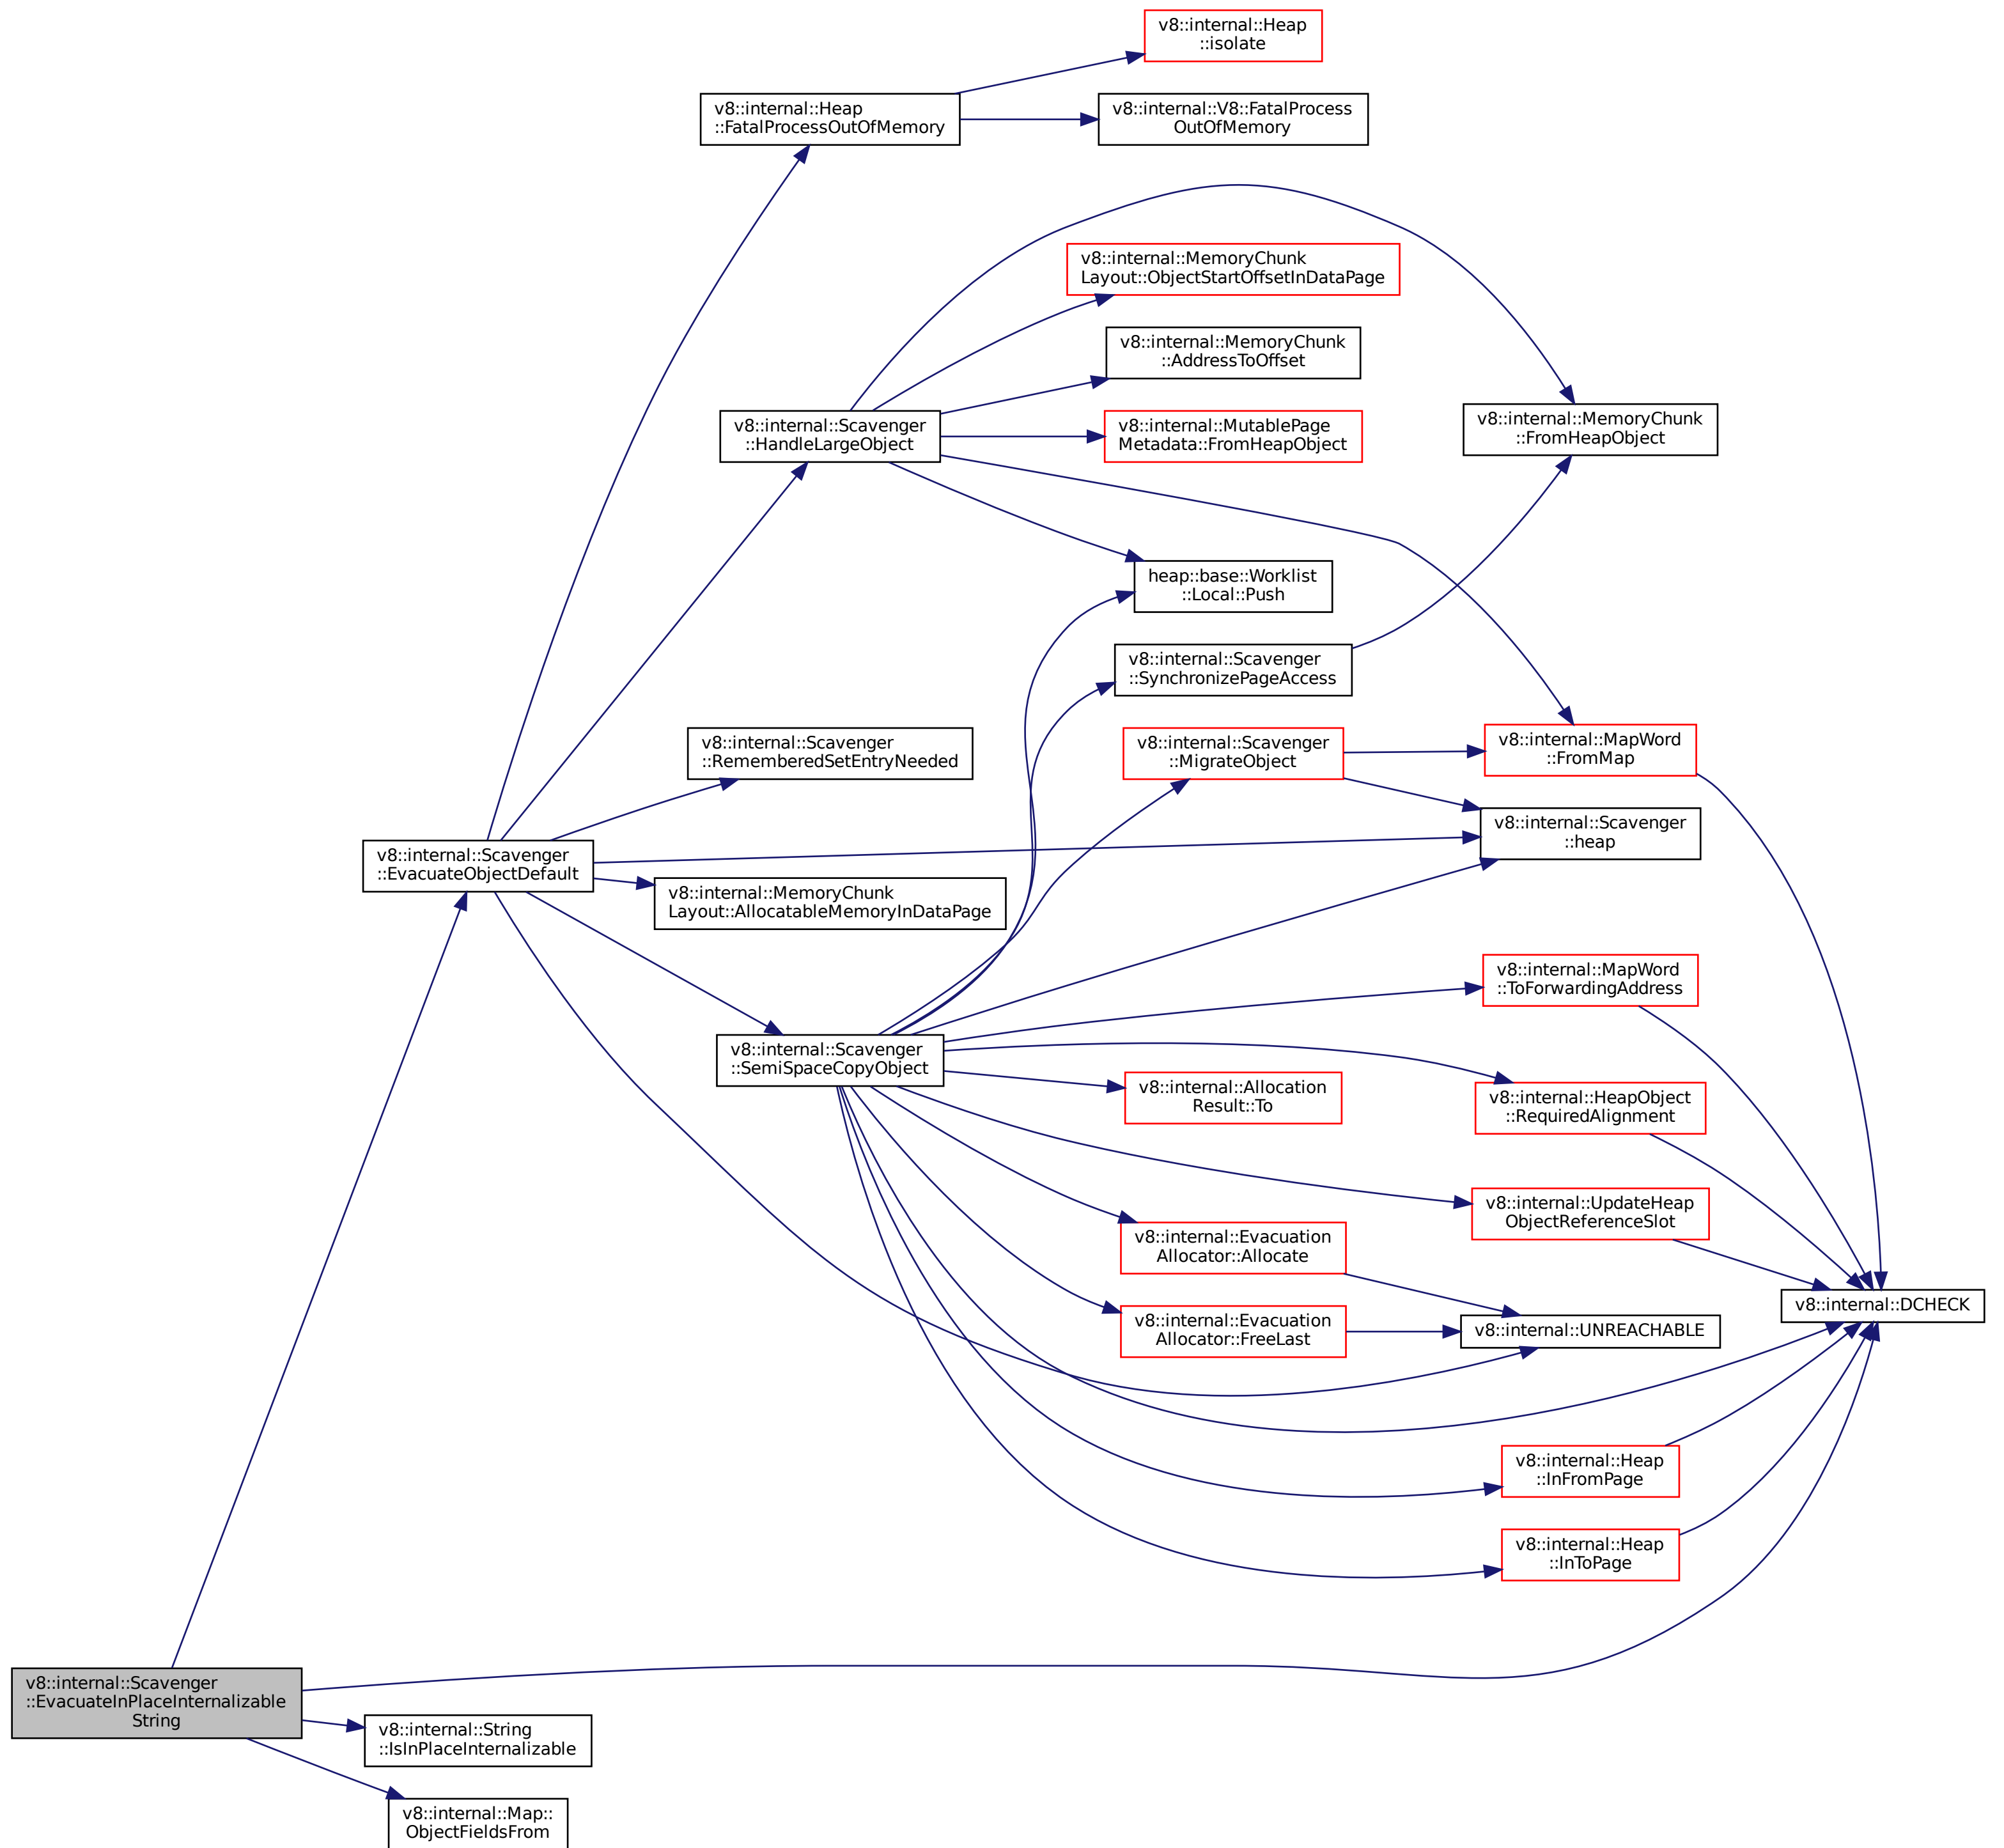 v8::internal::Heap
::isolate
v8::internal::Heap
::FatalProcessOutOfMemory
v8::internal::V8::FatalProcess
OutOfMemory
v8::internal::MemoryChunk
Layout::ObjectStartOffsetInDataPage
v8::internal::MemoryChunk
::AddressToOffset
v8::internal::Scavenger
::HandleLargeObject
v8::internal::MutablePage
Metadata::FromHeapObject
v8::internal::MemoryChunk
::FromHeapObject
heap::base::Worklist
::Local::Push
v8::internal::Scavenger
::SynchronizePageAccess
v8::internal::Scavenger
::RememberedSetEntryNeeded
v8::internal::Scavenger
::MigrateObject
v8::internal::MapWord
::FromMap
v8::internal::Scavenger
::heap
v8::internal::Scavenger
::EvacuateObjectDefault
v8::internal::MemoryChunk
Layout::AllocatableMemoryInDataPage
v8::internal::MapWord
::ToForwardingAddress
v8::internal::Scavenger
::SemiSpaceCopyObject
v8::internal::Allocation
Result::To
v8::internal::HeapObject
::RequiredAlignment
v8::internal::UpdateHeap
ObjectReferenceSlot
v8::internal::Evacuation
Allocator::Allocate
v8::internal::DCHECK
v8::internal::Evacuation
Allocator::FreeLast
v8::internal::UNREACHABLE
v8::internal::Heap
::InFromPage
v8::internal::Heap
::InToPage
v8::internal::Scavenger
::EvacuateInPlaceInternalizable
String
v8::internal::String
::IsInPlaceInternalizable
v8::internal::Map::
ObjectFieldsFrom